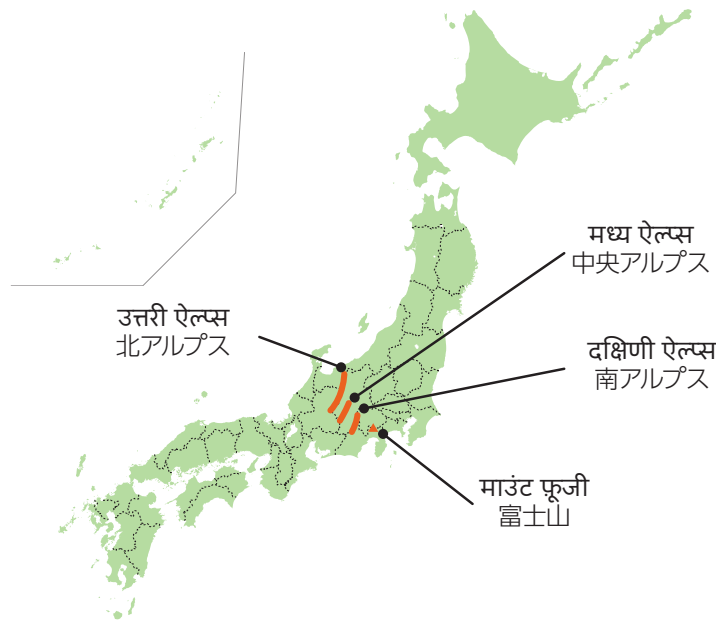 मध्य ऐल्प्स
中央アルプス
उत्तरी ऐल्प्स
北アルプス
दक्षिणी ऐल्प्स
南アルプス
माउंट फ़ूजी
富士山